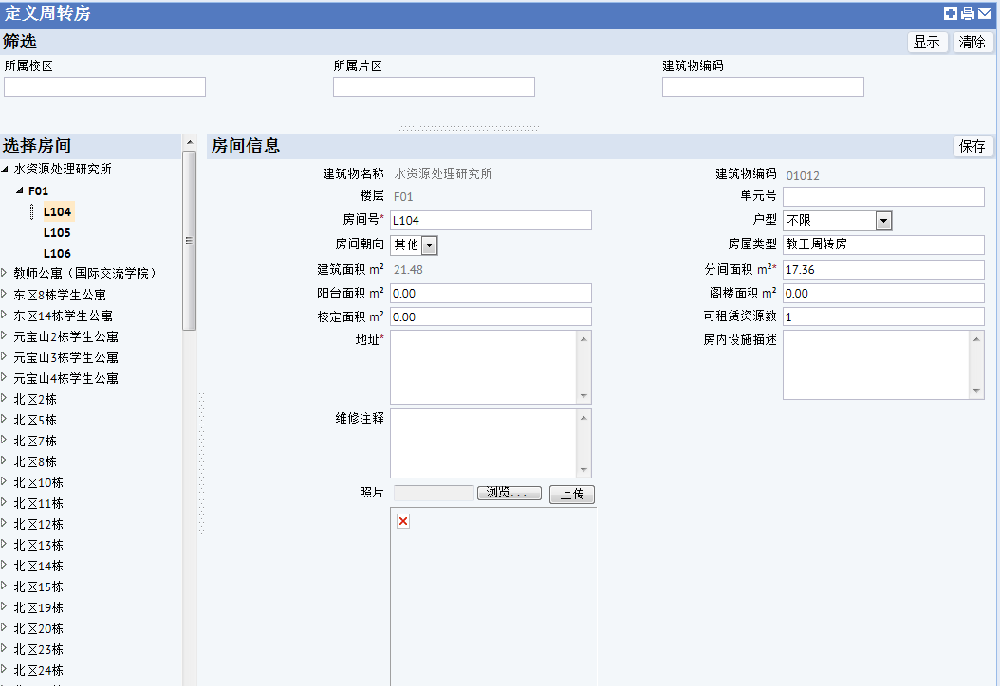 定义周转房
筛选
显示 清除
所属校区 所属片区 建筑物编码
选择房间
水资源处理研究所
F01
L104
L105
L106
教师公寓（国际交流学院）
东区8栋学生公寓
东区14栋学生公寓
元宝山2栋学生公寓
元宝山3栋学生公寓
元宝山4栋学生公寓
北区2栋
北区5栋
北区7栋
北区8栋
北区10栋
北区11栋
北区12栋
北区13栋
北区14栋
北区15栋
北区19栋
北区20栋
北区23栋
北区24栋
房间信息 保存
建筑物名称 水资源处理研究所 建筑物编码 01012
楼层 F01 单元号
房间号* L104 户型 不限
房间朝向 其他 房屋类型 教工周转房
建筑面积 m² 21.48 分间面积 m²* 17.36
阳台面积 m² 0.00 阁楼面积 m² 0.00
核定面积 m² 0.00 可租赁资源数 1
地址* 房内设施描述
维修注释
照片 浏览... 上传